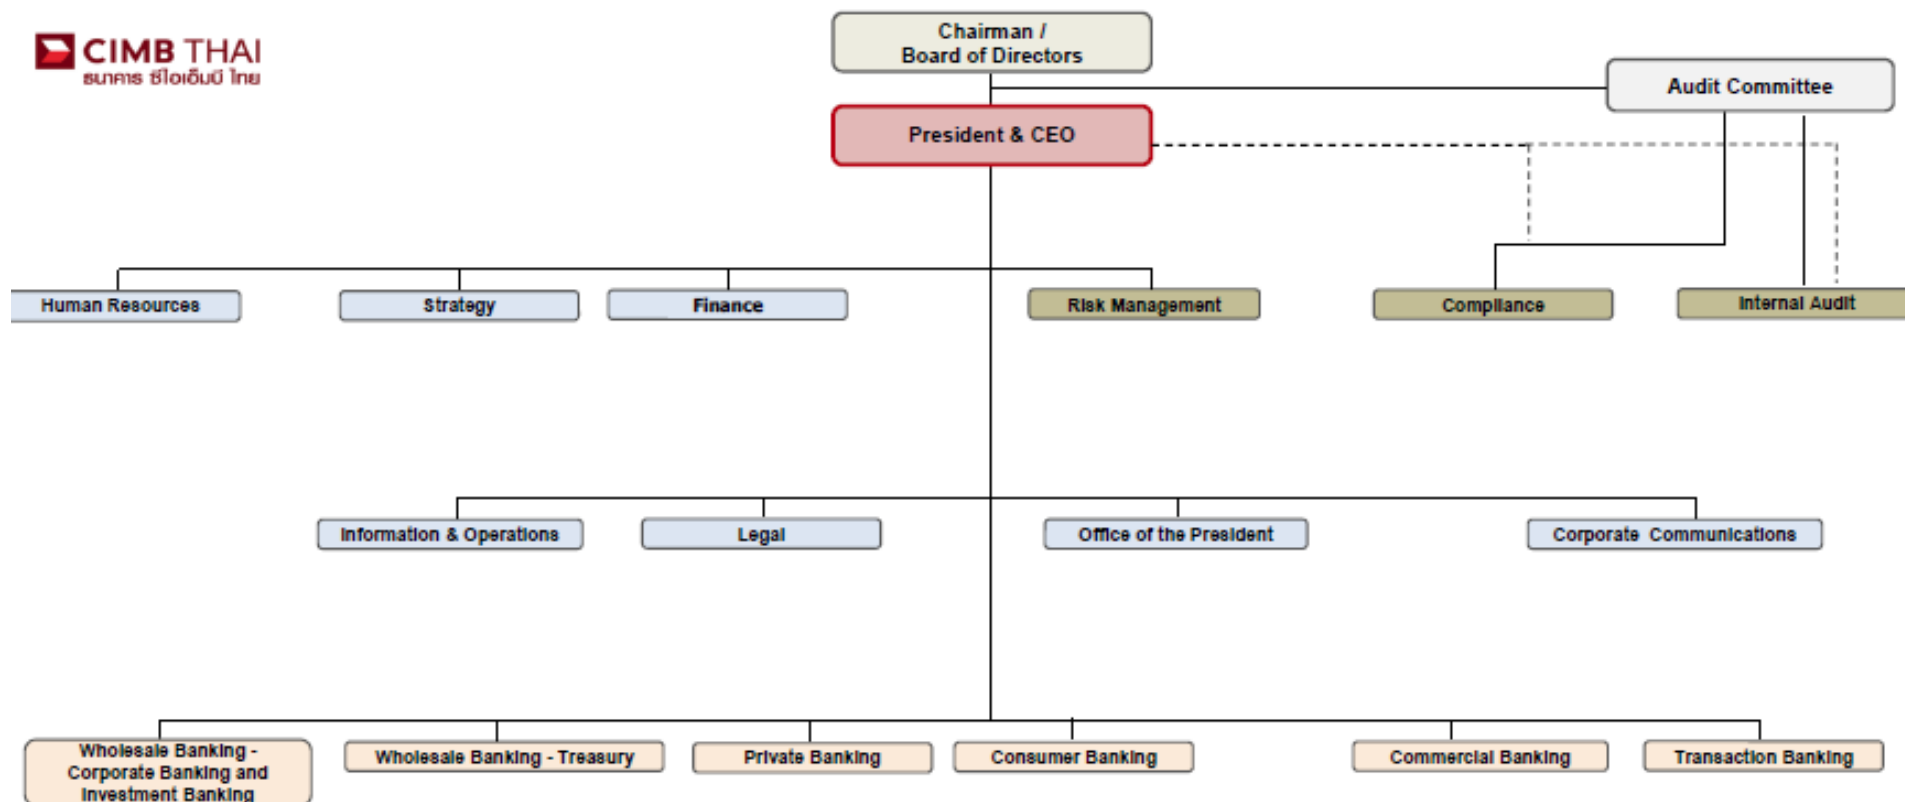 CIMB THAI
ธนาคาร ซีไอเอ็มบี ไทย
Chairman /
Board of Directors
Audit Committee
President & CEO
Human Resources
Strategy
Finance
Risk Management
Compliance
Internal Audit
Information & Operations
Legal
Office of the President
Corporate Communications
Wholesale Banking -
Corporate Banking and
Investment Banking
Wholesale Banking - Treasury
Private Banking
Consumer Banking
Commercial Banking
Transaction Banking